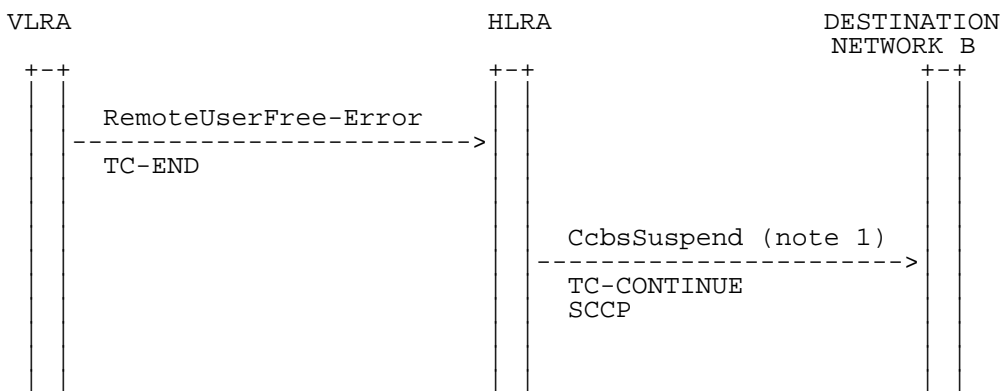 VLRA HLRA DESTINATION
NETWORK B
RemoteUserFree-Error
TC-END
CcbsSuspend (note 1)
TC-CONTINUE
SCCP